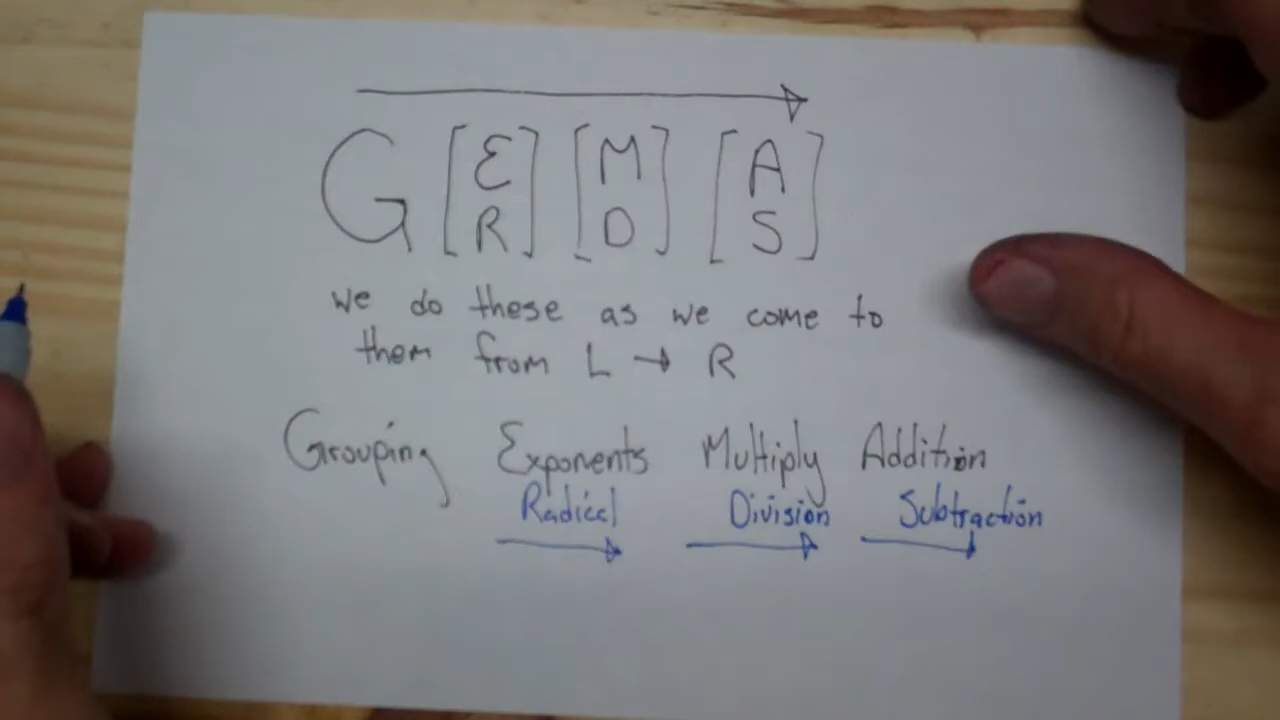 G [E R] [M D] [A S]
we do these as we come to
them from L → R
Grouping Exponents Multiply Addition
Radical Division Subtraction